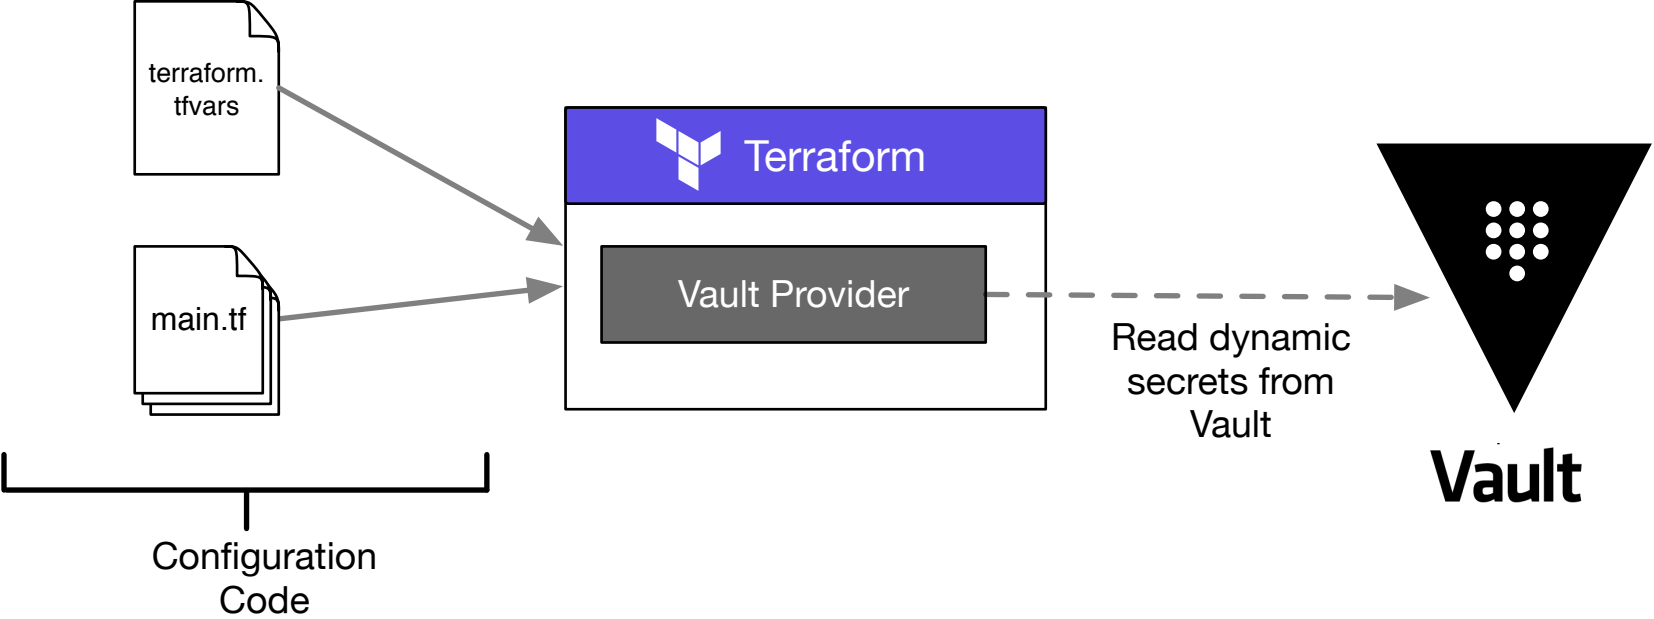 terraform.
tfvars
Terraform
main.tf
Vault Provider
Read dynamic
secrets from
Vault
Vault
Configuration
Code